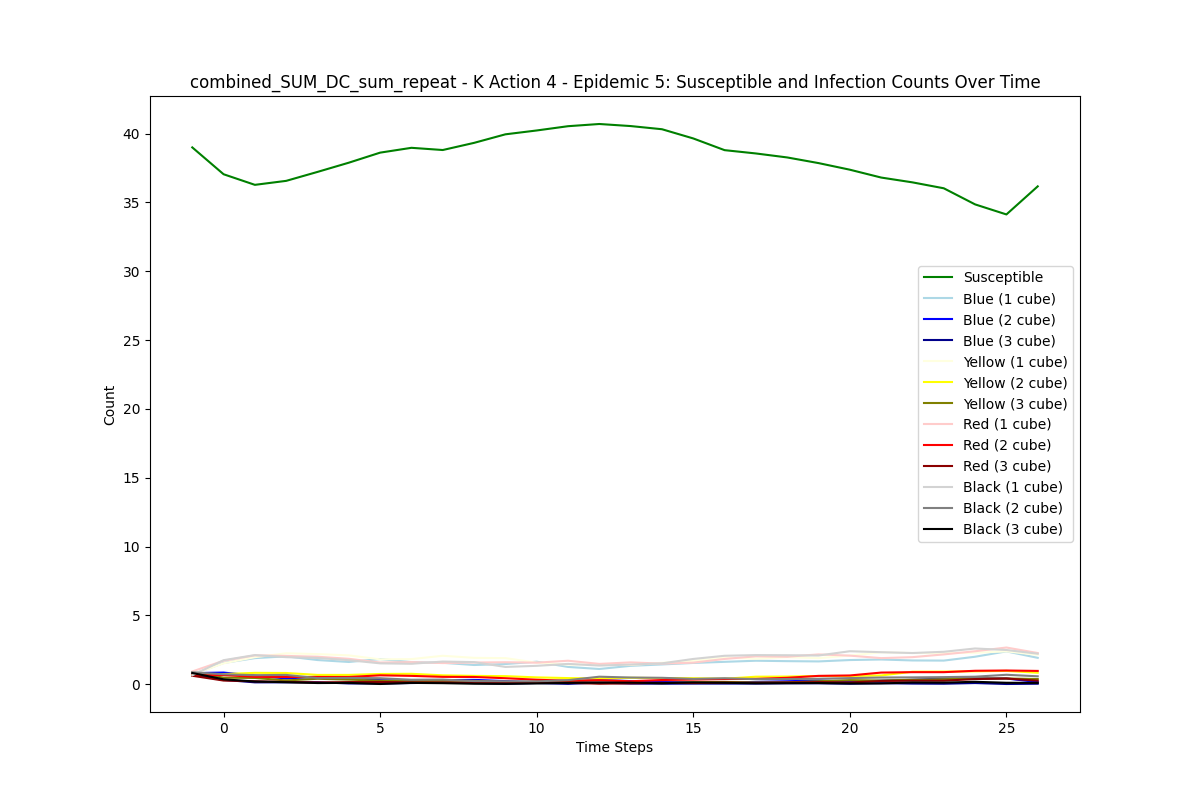 combined_SUM_DC_sum_repeat - K Action 4 - Epidemic 5: Susceptible and Infection Counts Over Time
40
35
30
25
20
15
10
5
0
Count
Susceptible
Blue (1 cube)
Blue (2 cube)
Blue (3 cube)
Yellow (1 cube)
Yellow (2 cube)
Yellow (3 cube)
Red (1 cube)
Red (2 cube)
Red (3 cube)
Black (1 cube)
Black (2 cube)
Black (3 cube)
0 5 10 15 20 25
Time Steps